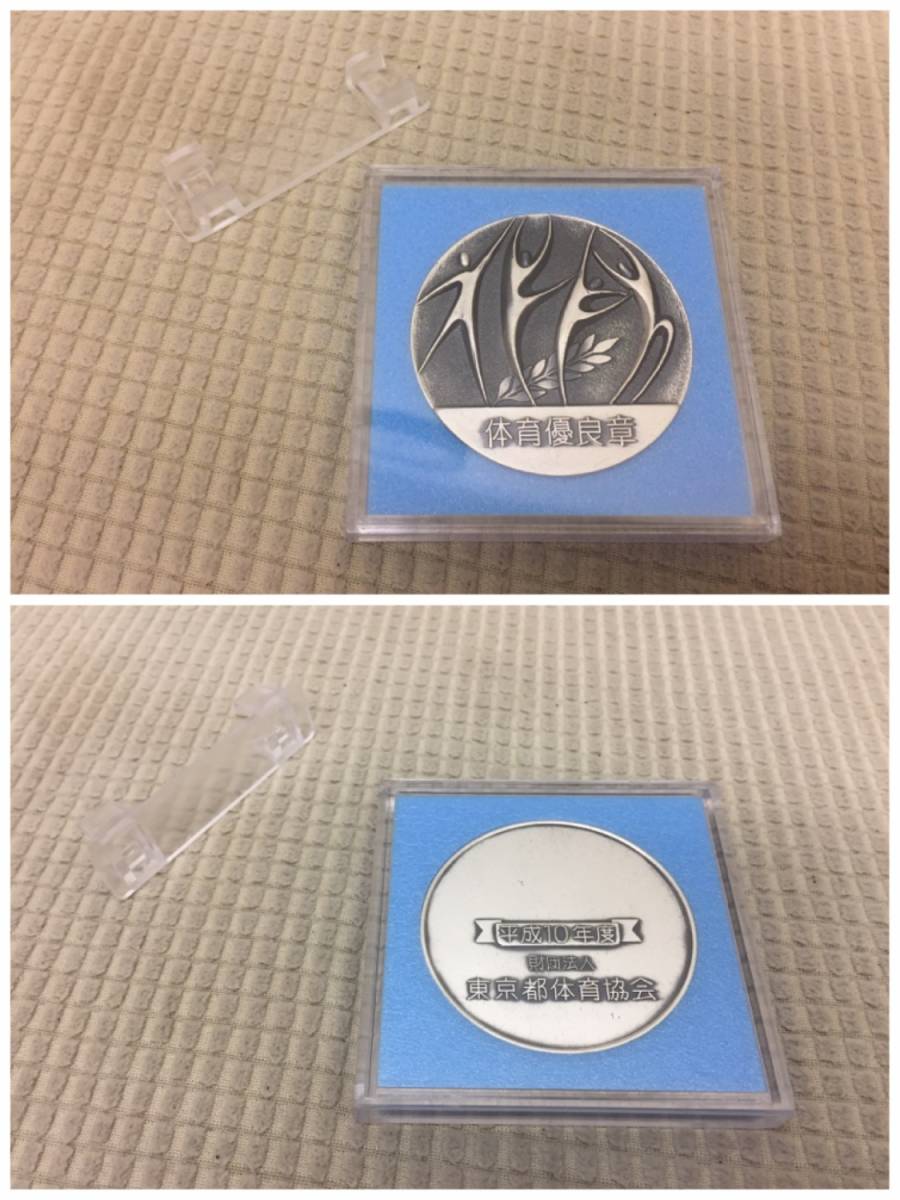 体育優良章
平成10年度
財団法人
東京都体育協会